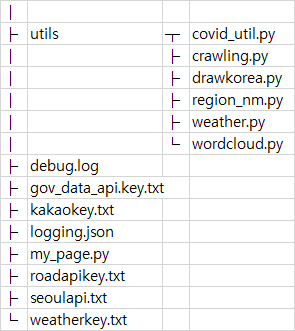 utils covid_util.py
crawling.py
drawkorea.py
region_nm.py
weather.py
wordcloud.py
debug.log
gov_data_api.key.txt
kakaokey.txt
logging.json
my_page.py
roadapikey.txt
seoulapi.txt
weatherkey.txt